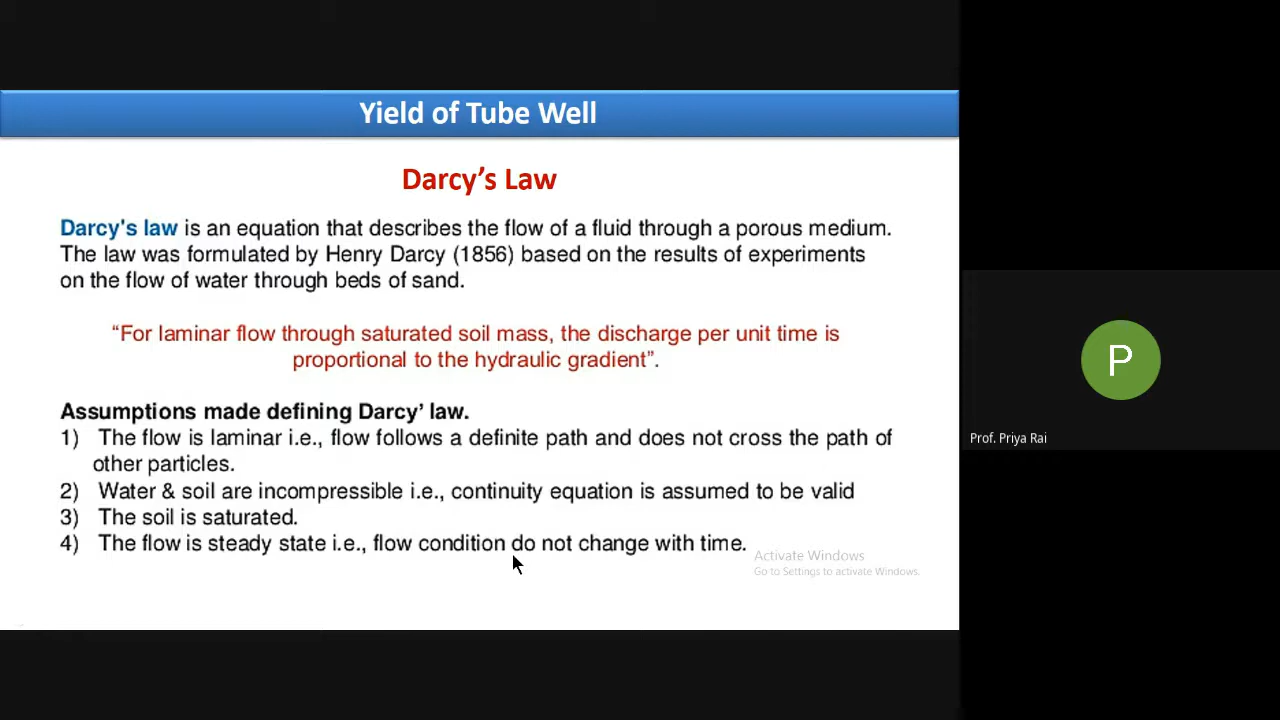 Yield of Tube Well
Darcy's Law
Darcy's law is an equation that describes the flow of a fluid through a porous medium.
The law was formulated by Henry Darcy (1856) based on the results of experiments
on the flow of water through beds of sand.
“For laminar flow through saturated soil mass, the discharge per unit time is
proportional to the hydraulic gradient”.
Assumptions made defining Darcy’ law.
1) The flow is laminar i.e., flow follows a definite path and does not cross the path of
other particles.
2) Water & soil are incompressible i.e., continuity equation is assumed to be valid
3) The soil is saturated.
4) The flow is steady state i.e., flow condition do not change with time.
Activate Windows
Go to Settings to activate Windows.
P
Prof. Priya Rai